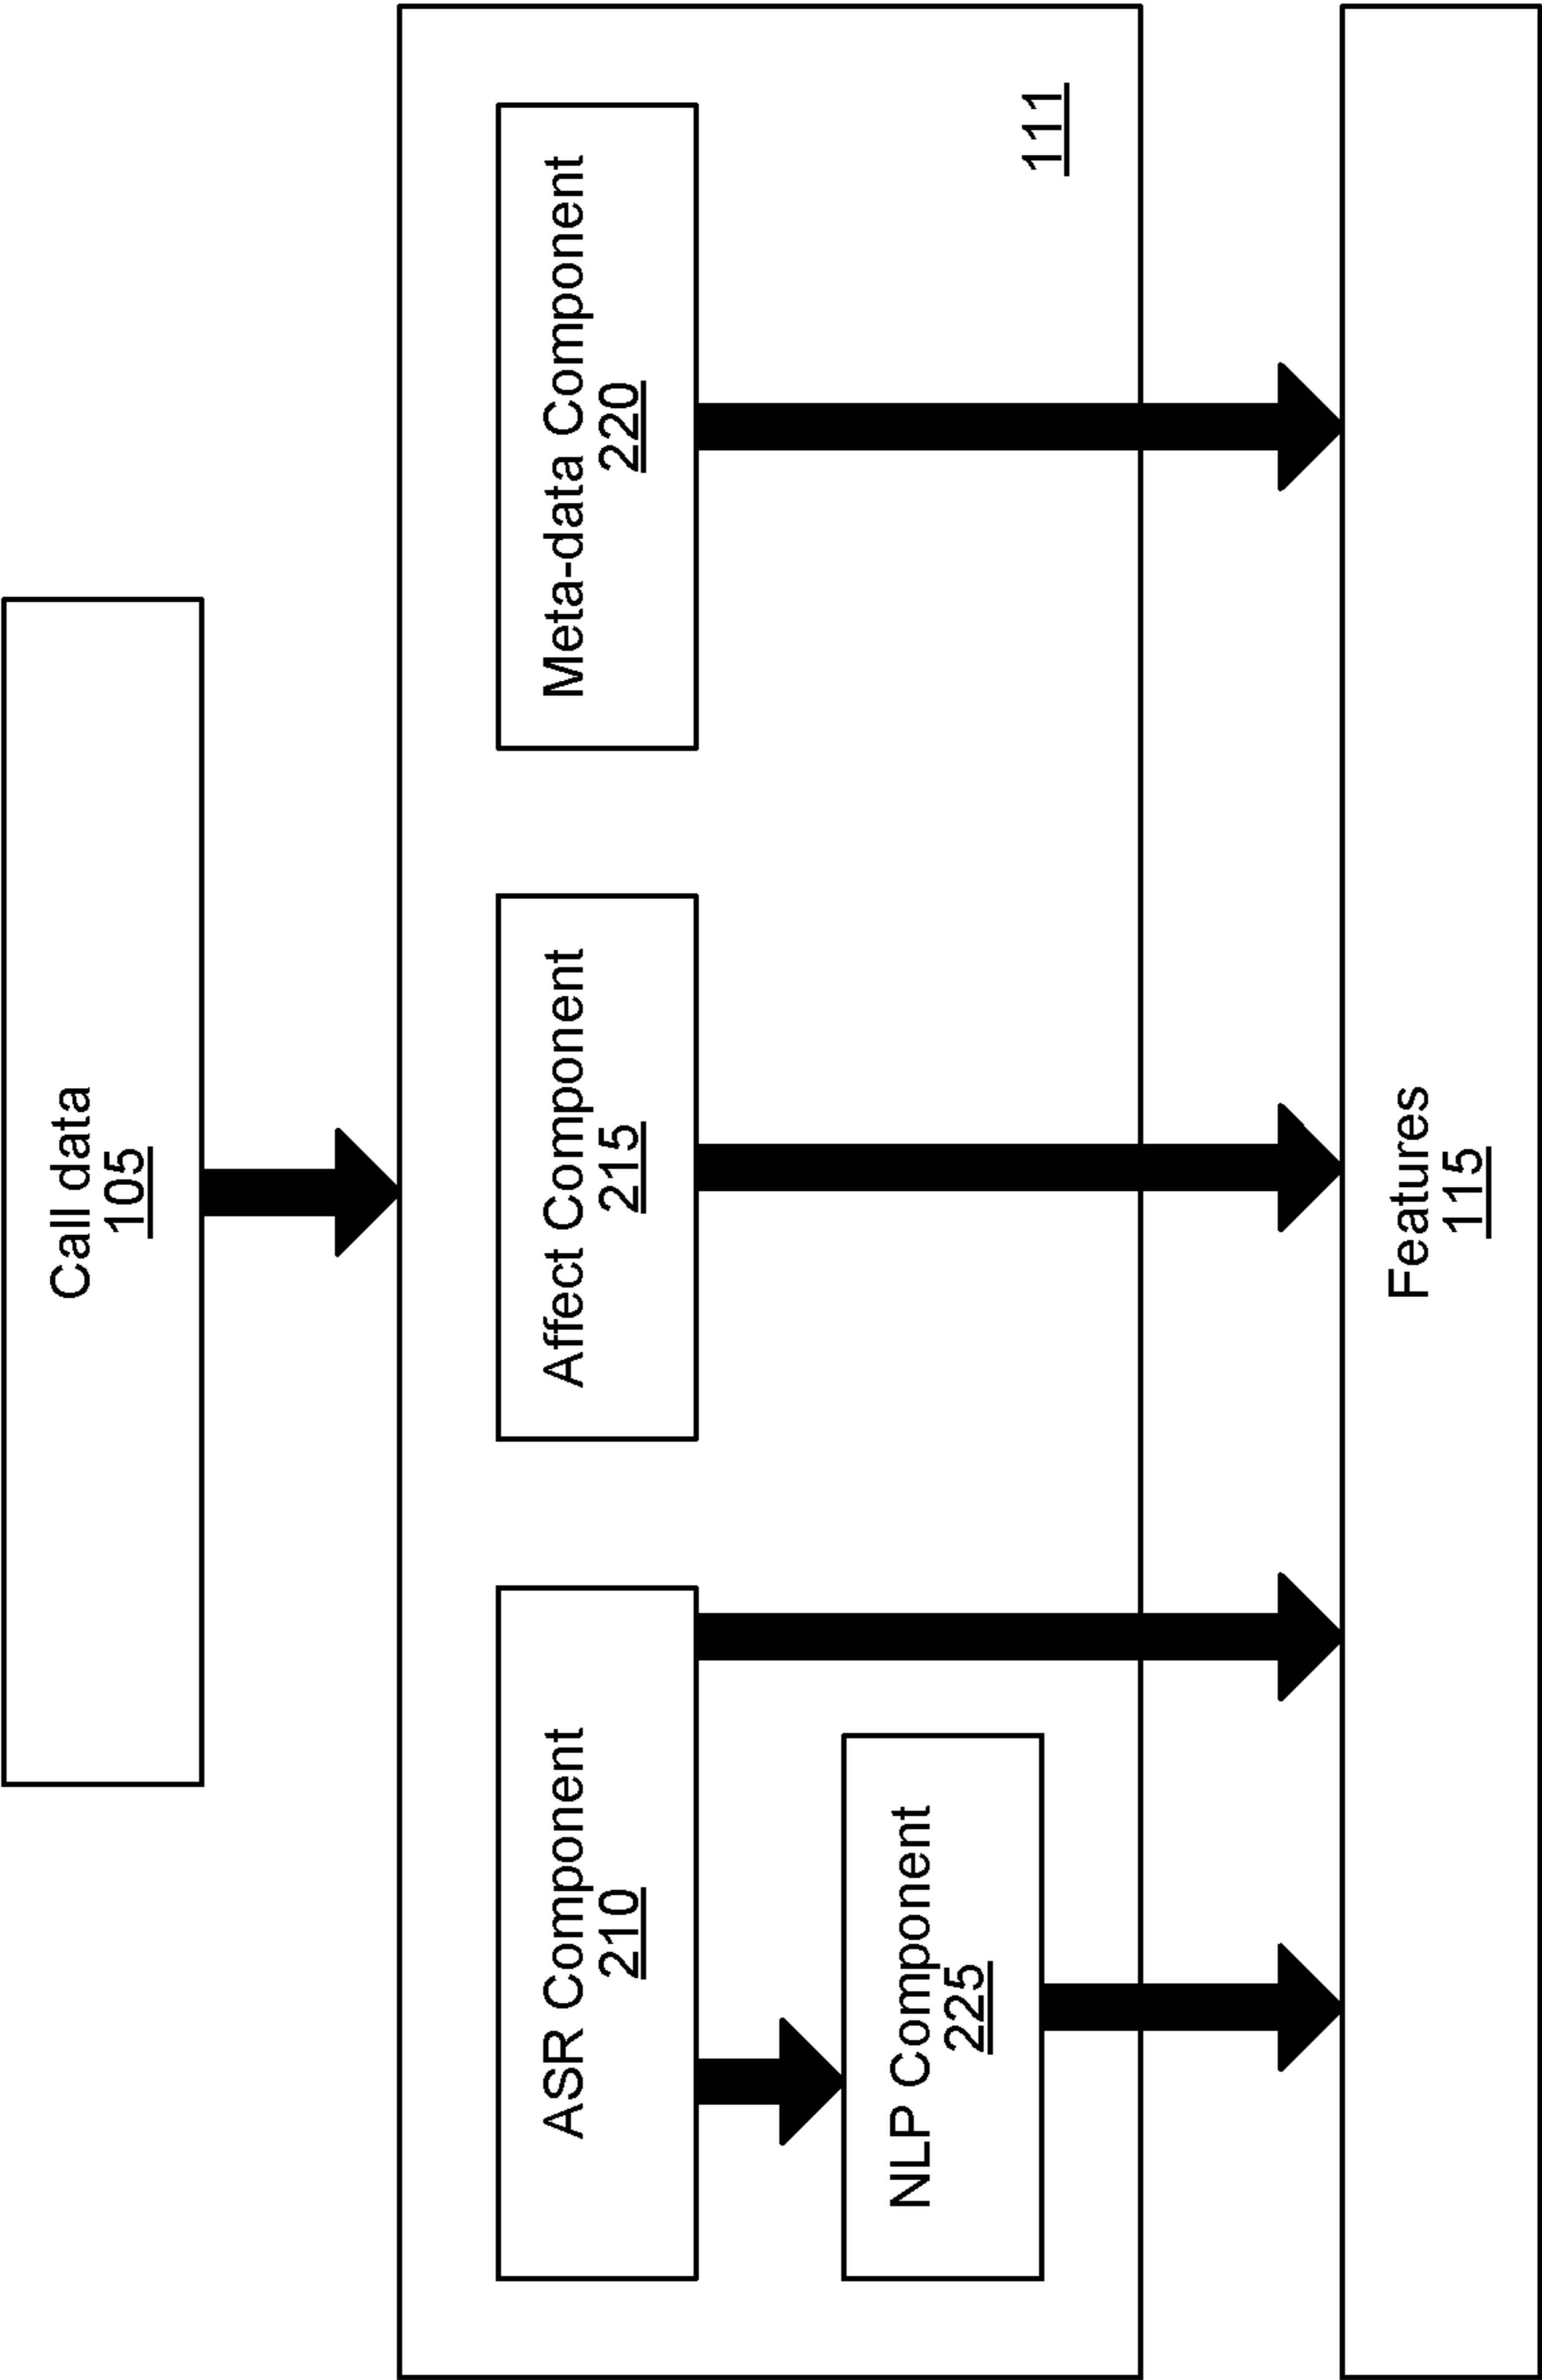 Call data
105
ASR Component
210
Affect Component
215
Meta-data Component
220
NLP Component
225
111
Features
115